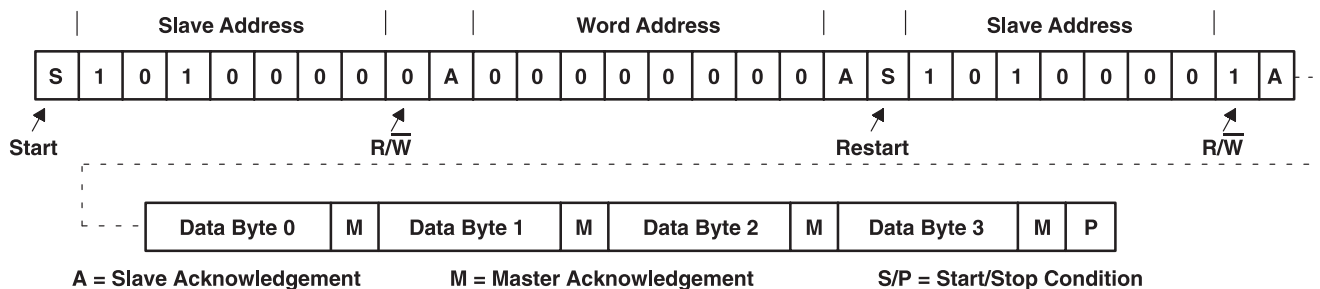 Slave Address Word Address Slave Address
S 1 0 1 0 0 0 0 0 A 0 0 0 0 0 0 0 0 A S 1 0 1 0 0 0 0 1 A
Start R/W Restart R/W
Data Byte 0 M Data Byte 1 M Data Byte 2 M Data Byte 3 M P
A = Slave Acknowledgement M = Master Acknowledgement S/P = Start/Stop Condition